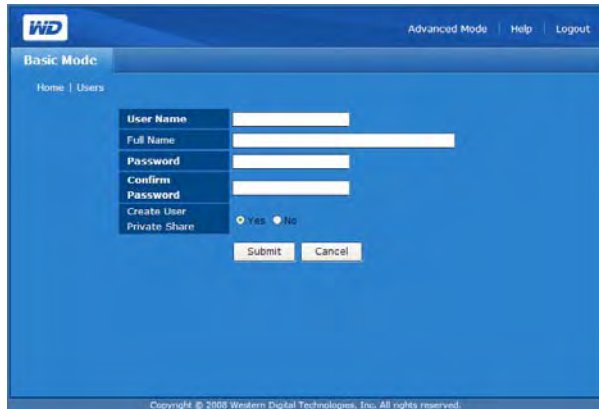 WD
Advanced Mode | Help | Logout
Basic Mode
Home | Users
User Name
Full Name
Password
Confirm
Password
Create User
Private Share
Yes No
Submit Cancel
Copyright © 2008 Western Digital Technologies, Inc. All rights reserved.